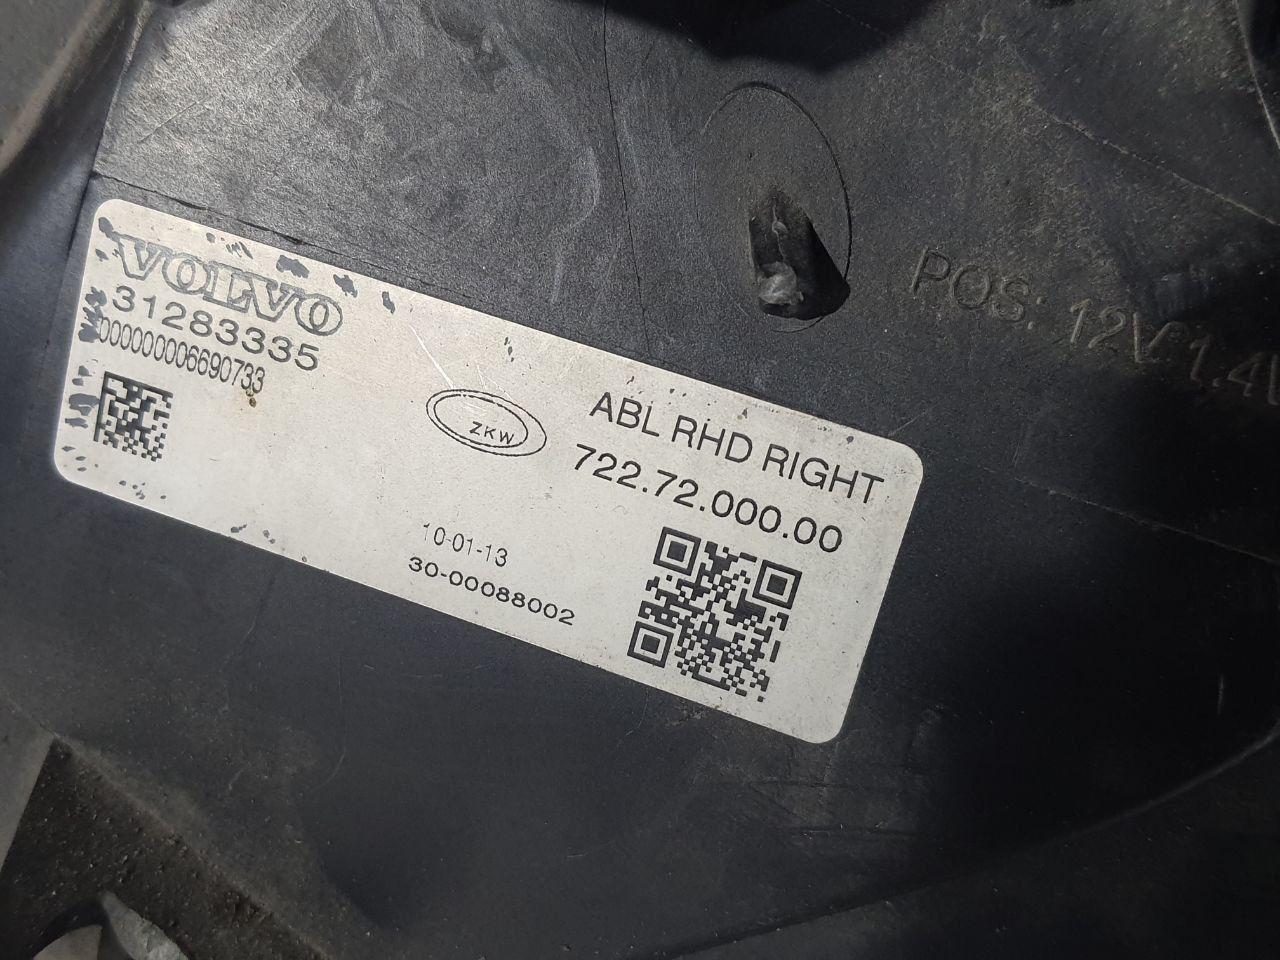 VOLVO
31283335
000000006690733
ZKW
ABL RHD RIGHT
722.72.000.00
10-01-13
30-00088002
POS: 12V 1.4